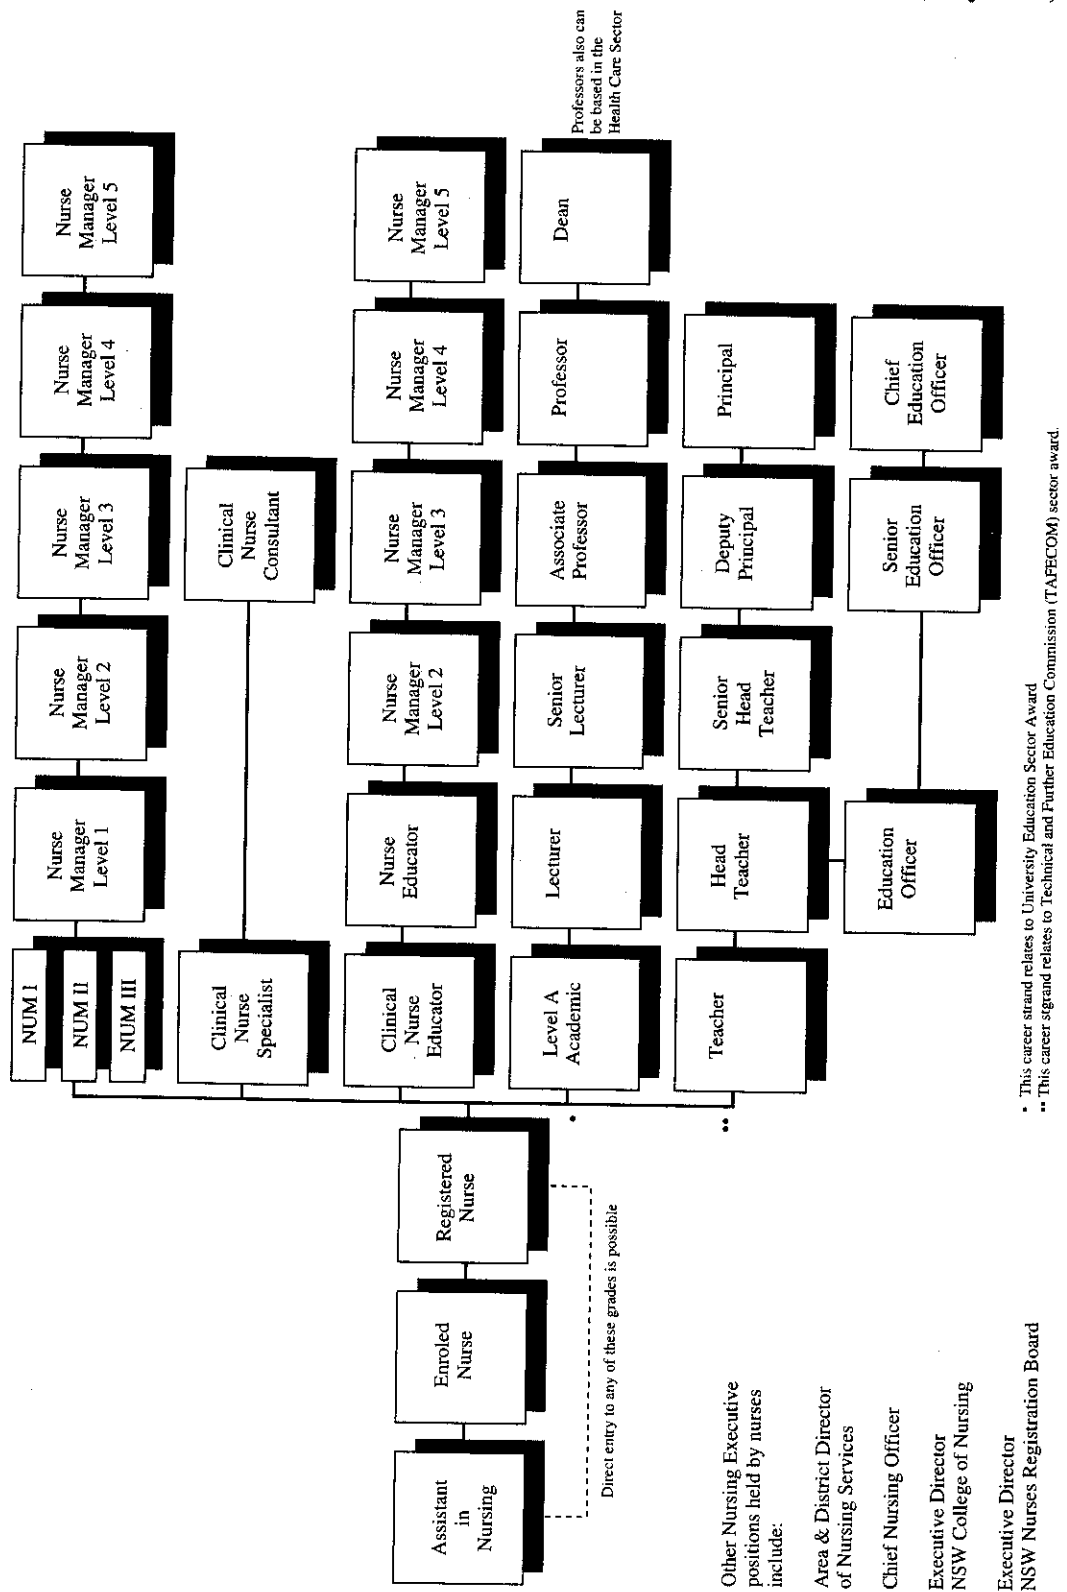 Assistant
in
Nursing
Enroled
Nurse
Registered
Nurse
Direct entry to any of these grades is possible
NUM I
NUM II
NUM III
Nurse
Manager
Level 1
Nurse
Manager
Level 2
Nurse
Manager
Level 3
Nurse
Manager
Level 4
Nurse
Manager
Level 5
Clinical
Nurse
Specialist
Clinical
Nurse
Consultant
Clinical
Nurse
Educator
Nurse
Educator
Nurse
Manager
Level 2
Nurse
Manager
Level 3
Nurse
Manager
Level 4
Nurse
Manager
Level 5
*
Level A
Academic
Lecturer
Senior
Lecturer
Associate
Professor
Professor
Dean
Professors also can
be based in the
Health Care Sector
**
Teacher
Head
Teacher
Senior
Head
Teacher
Deputy
Principal
Principal
Education
Officer
Senior
Education
Officer
Chief
Education
Officer
Other Nursing Executive
positions held by nurses
include:
Area & District Director
of Nursing Services
Chief Nursing Officer
Executive Director
NSW College of Nursing
Executive Director
NSW Nurses Registration Board
* This career strand relates to University Education Sector Award
** This career stgrand relates to Technical and Further Education Commission (TAFECOM) sector award.